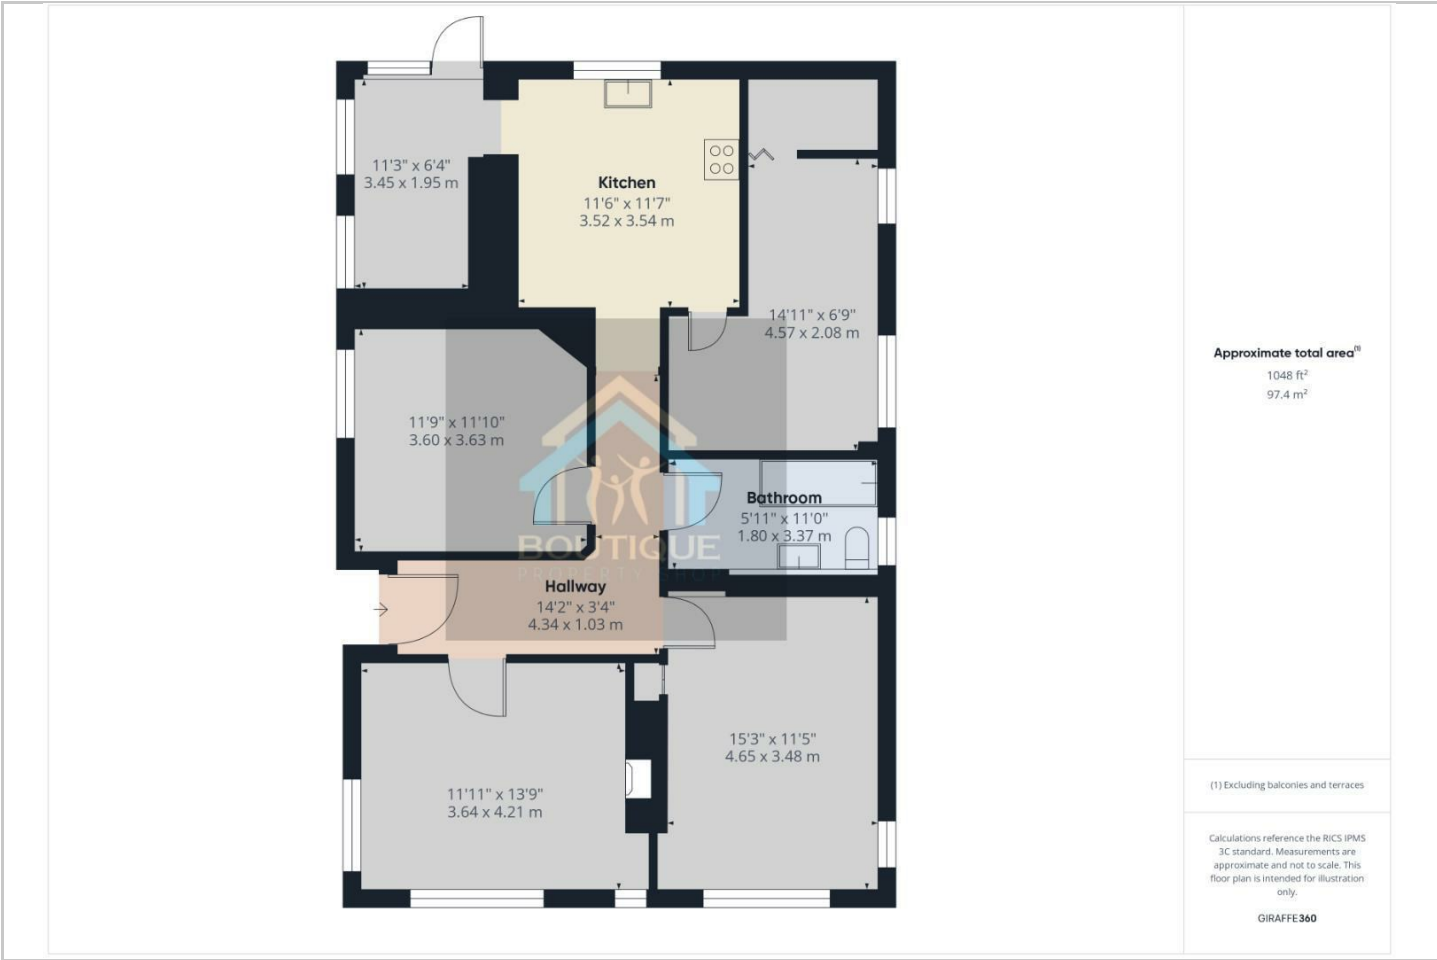 11'3" x 6'4"
3.45 x 1.95 m
Kitchen
11'6" x 11'7"
3.52 x 3.54 m
14'11" x 6'9"
4.57 x 2.08 m
11'9" x 11'10"
3.60 x 3.63 m
Bathroom
5'11" x 11'0"
1.80 x 3.37 m
BOUTIQUE
PROPERTY SHOP
Hallway
14'2" x 3'4"
4.34 x 1.03 m
15'3" x 11'5"
4.65 x 3.48 m
11'11" x 13'9"
3.64 x 4.21 m
Approximate total area(1)
1048 ft²
97.4 m²
(1) Excluding balconies and terraces
Calculations reference the RICS IPMS
3C standard. Measurements are
approximate and not to scale. This
floor plan is intended for illustration
only.
GIRAFFE360